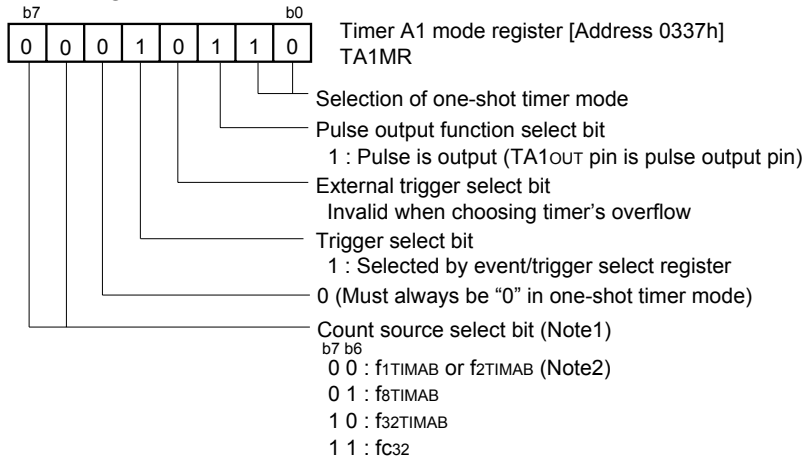 b7 b0
0 0 0 1 0 1 1 0
Timer A1 mode register [Address 0337h]
TA1MR
Selection of one-shot timer mode
Pulse output function select bit
1 : Pulse is output (TA1OUT pin is pulse output pin)
External trigger select bit
Invalid when choosing timer’s overflow
Trigger select bit
1 : Selected by event/trigger select register
0 (Must always be “0” in one-shot timer mode)
Count source select bit (Note1)
b7 b6
0 0 : f1TIMAB or f2TIMAB (Note2)
0 1 : f8TIMAB
1 0 : f32TIMAB
1 1 : fC32